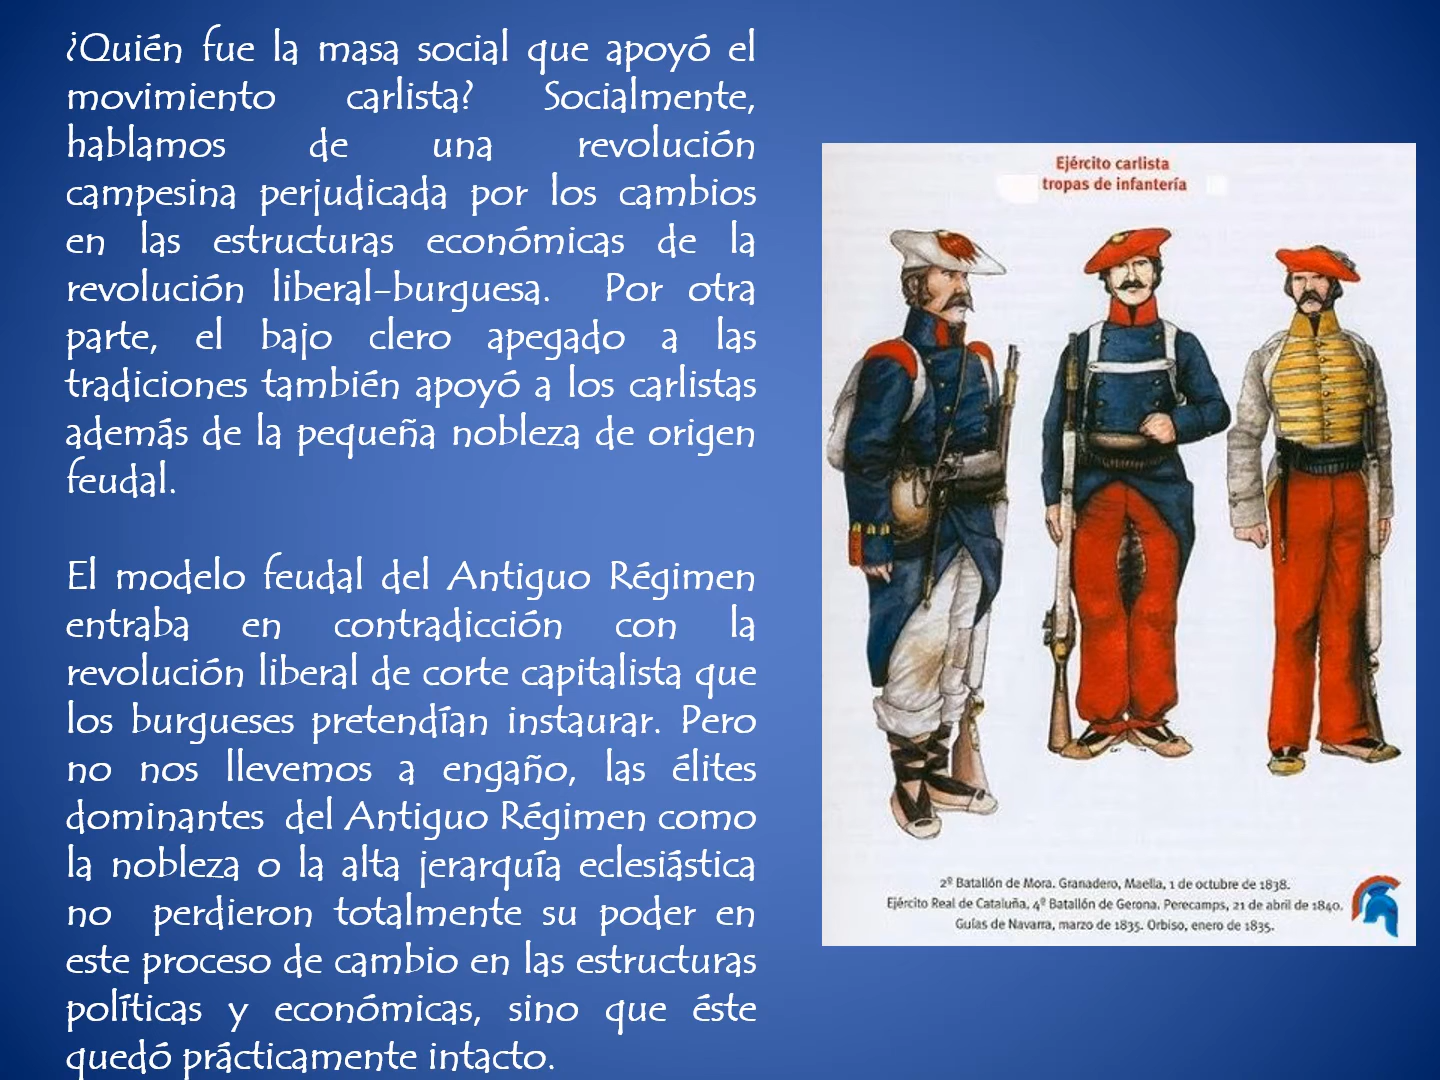 ¿Quién fue la masa social que apoyó el
movimiento carlista? Socialmente,
hablamos de una revolución
campesina perjudicada por los cambios
en las estructuras económicas de la
revolución liberal-burguesa. Por otra
parte, el bajo clero apegado a las
tradiciones también apoyó a los carlistas
además de la pequeña nobleza de origen
feudal.
El modelo feudal del Antiguo Régimen
entraba en contradicción con la
revolución liberal de corte capitalista que
los burgueses pretendían instaurar. Pero
no nos llevemos a engaño, las élites
dominantes del Antiguo Régimen como
la nobleza o la alta jerarquía eclesiástica
no perdieron totalmente su poder en
este proceso de cambio en las estructuras
políticas y económicas, sino que éste
quedó prácticamente intacto.
Ejército carlista
tropas de infantería
2º Batallón de Mora. Granadero, Maella, 1 de octubre de 1838.
Ejército Real de Cataluña, 4º Batallón de Gerona. Perecamps, 21 de abril de 1840.
Guías de Navarra, marzo de 1835. Orbiso, enero de 1835.